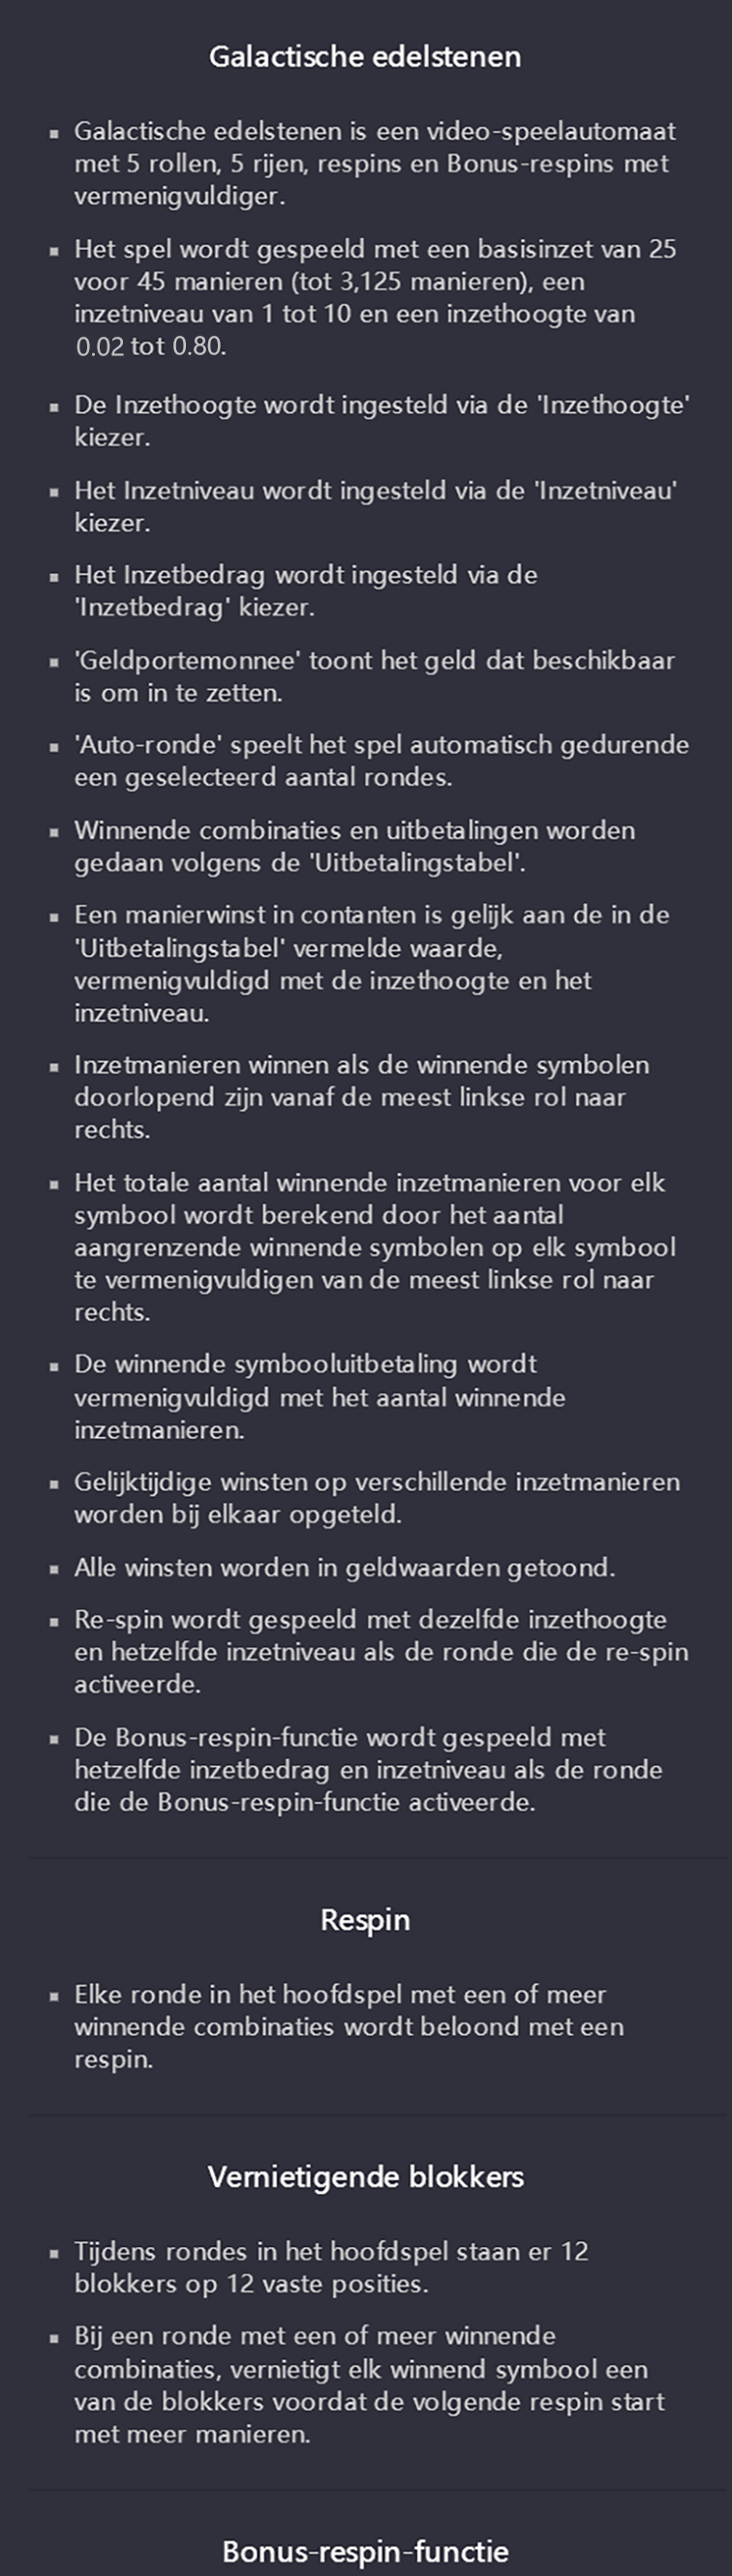 Galactische edelstenen
▪ Galactische edelstenen is een video-speelautomaat
met 5 rollen, 5 rijen, respins en Bonus-respins met
vermenigvuldiger.
▪ Het spel wordt gespeeld met een basisinzet van 25
voor 45 manieren (tot 3,125 manieren), een
inzetniveau van 1 tot 10 en een inzethoogte van
0.02 tot 0.80.
▪ De Inzethoogte wordt ingesteld via de 'Inzethoogte'
kiezer.
▪ Het Inzetniveau wordt ingesteld via de 'Inzetniveau'
kiezer.
▪ Het Inzetbedrag wordt ingesteld via de
'Inzetbedrag' kiezer.
▪ 'Geldportemonnee' toont het geld dat beschikbaar
is om in te zetten.
▪ 'Auto-ronde' speelt het spel automatisch gedurende
een geselecteerd aantal rondes.
▪ Winnende combinaties en uitbetalingen worden
gedaan volgens de 'Uitbetalingstabel'.
▪ Een manierwinst in contanten is gelijk aan de in de
'Uitbetalingstabel' vermelde waarde,
vermenigvuldigd met de inzethoogte en het
inzetniveau.
▪ Inzetmanieren winnen als de winnende symbolen
doorlopend zijn vanaf de meest linkse rol naar
rechts.
▪ Het totale aantal winnende inzetmanieren voor elk
symbool wordt berekend door het aantal
aangrenzende winnende symbolen op elk symbool
te vermenigvuldigen van de meest linkse rol naar
rechts.
▪ De winnende symbooluitbetaling wordt
vermenigvuldigd met het aantal winnende
inzetmanieren.
▪ Gelijktijdige winsten op verschillende inzetmanieren
worden bij elkaar opgeteld.
▪ Alle winsten worden in geldwaarden getoond.
▪ Re-spin wordt gespeeld met dezelfde inzethoogte
en hetzelfde inzetniveau als de ronde die de re-spin
activeerde.
▪ De Bonus-respin-functie wordt gespeeld met
hetzelfde inzetbedrag en inzetniveau als de ronde
die de Bonus-respin-functie activeerde.
Respin
▪ Elke ronde in het hoofdspel met een of meer
winnende combinaties wordt beloond met een
respin.
Vernietigende blokkers
▪ Tijdens rondes in het hoofdspel staan er 12
blokkers op 12 vaste posities.
▪ Bij een ronde met een of meer winnende
combinaties, vernietigt elk winnend symbool een
van de blokkers voordat de volgende respin start
met meer manieren.
Bonus-respin-functie